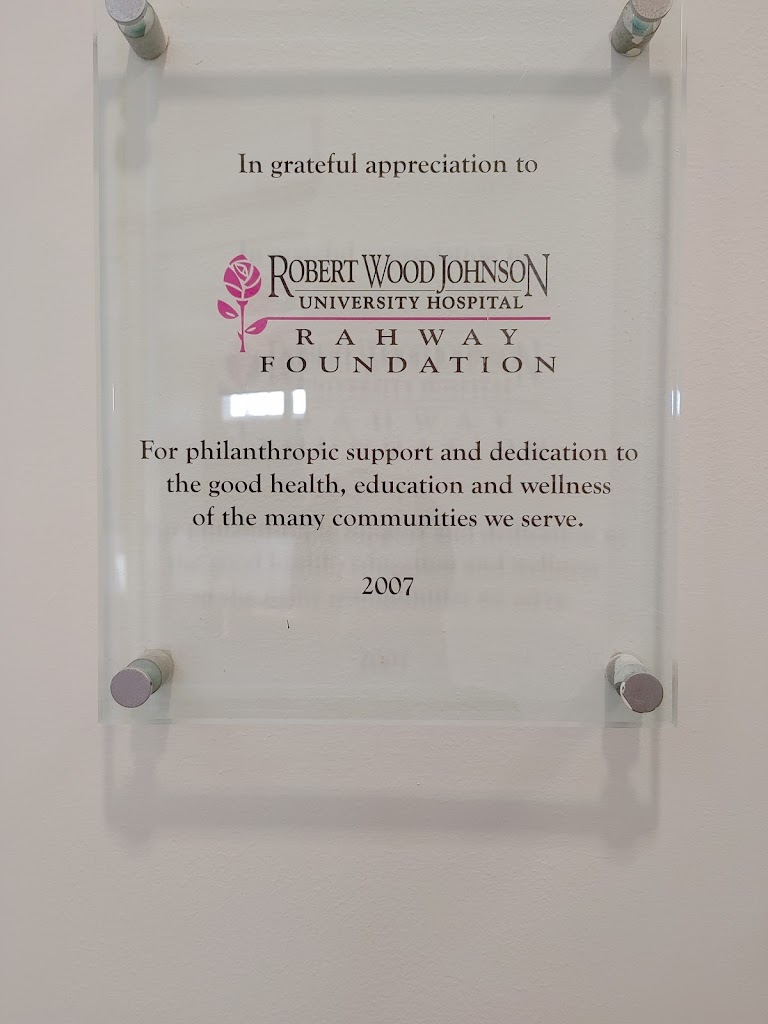 In grateful appreciation to
ROBERT WOOD JOHNSON
UNIVERSITY HOSPITAL
RAHWAY
FOUNDATION
For philanthropic support and dedication to
the good health, education and wellness
of the many communities we serve.
2007